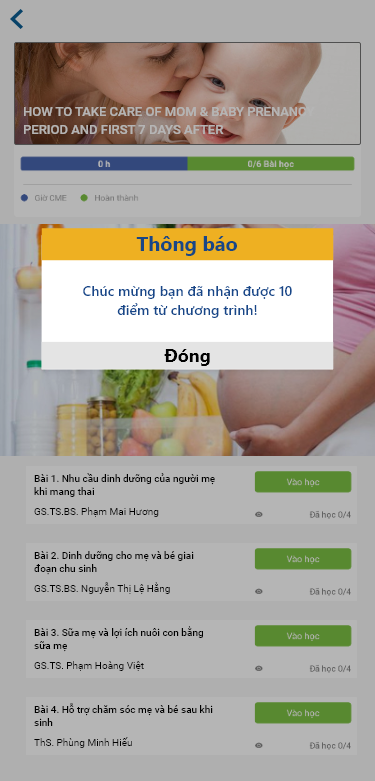 HOW TO TAKE CARE OF MOM & BABY PRENANCY
PERIOD AND FIRST 7 DAYS AFTER
0 h
0/6 Bài học
Giờ CME
Hoàn thành
Thông báo
Chúc mừng bạn đã nhận được 10
điểm từ chương trình!
Đóng
Bài 1. Nhu cầu dinh dưỡng của người mẹ
khi mang thai
Vào học
GS.TS.BS. Phạm Mai Hương
Đã học 0/4
Bài 2. Dinh dưỡng cho mẹ và bé giai
đoạn chu sinh
Vào học
GS.TS.BS. Nguyễn Thị Lệ Hằng
Đã học 0/4
Bài 3. Sữa mẹ và lợi ích nuôi con bằng
sữa mẹ
Vào học
GS.TS. Phạm Hoàng Việt
Đã học 0/4
Bài 4. Hỗ trợ chăm sóc mẹ và bé sau khi
sinh
Vào học
ThS. Phùng Minh Hiếu
Đã học 0/4